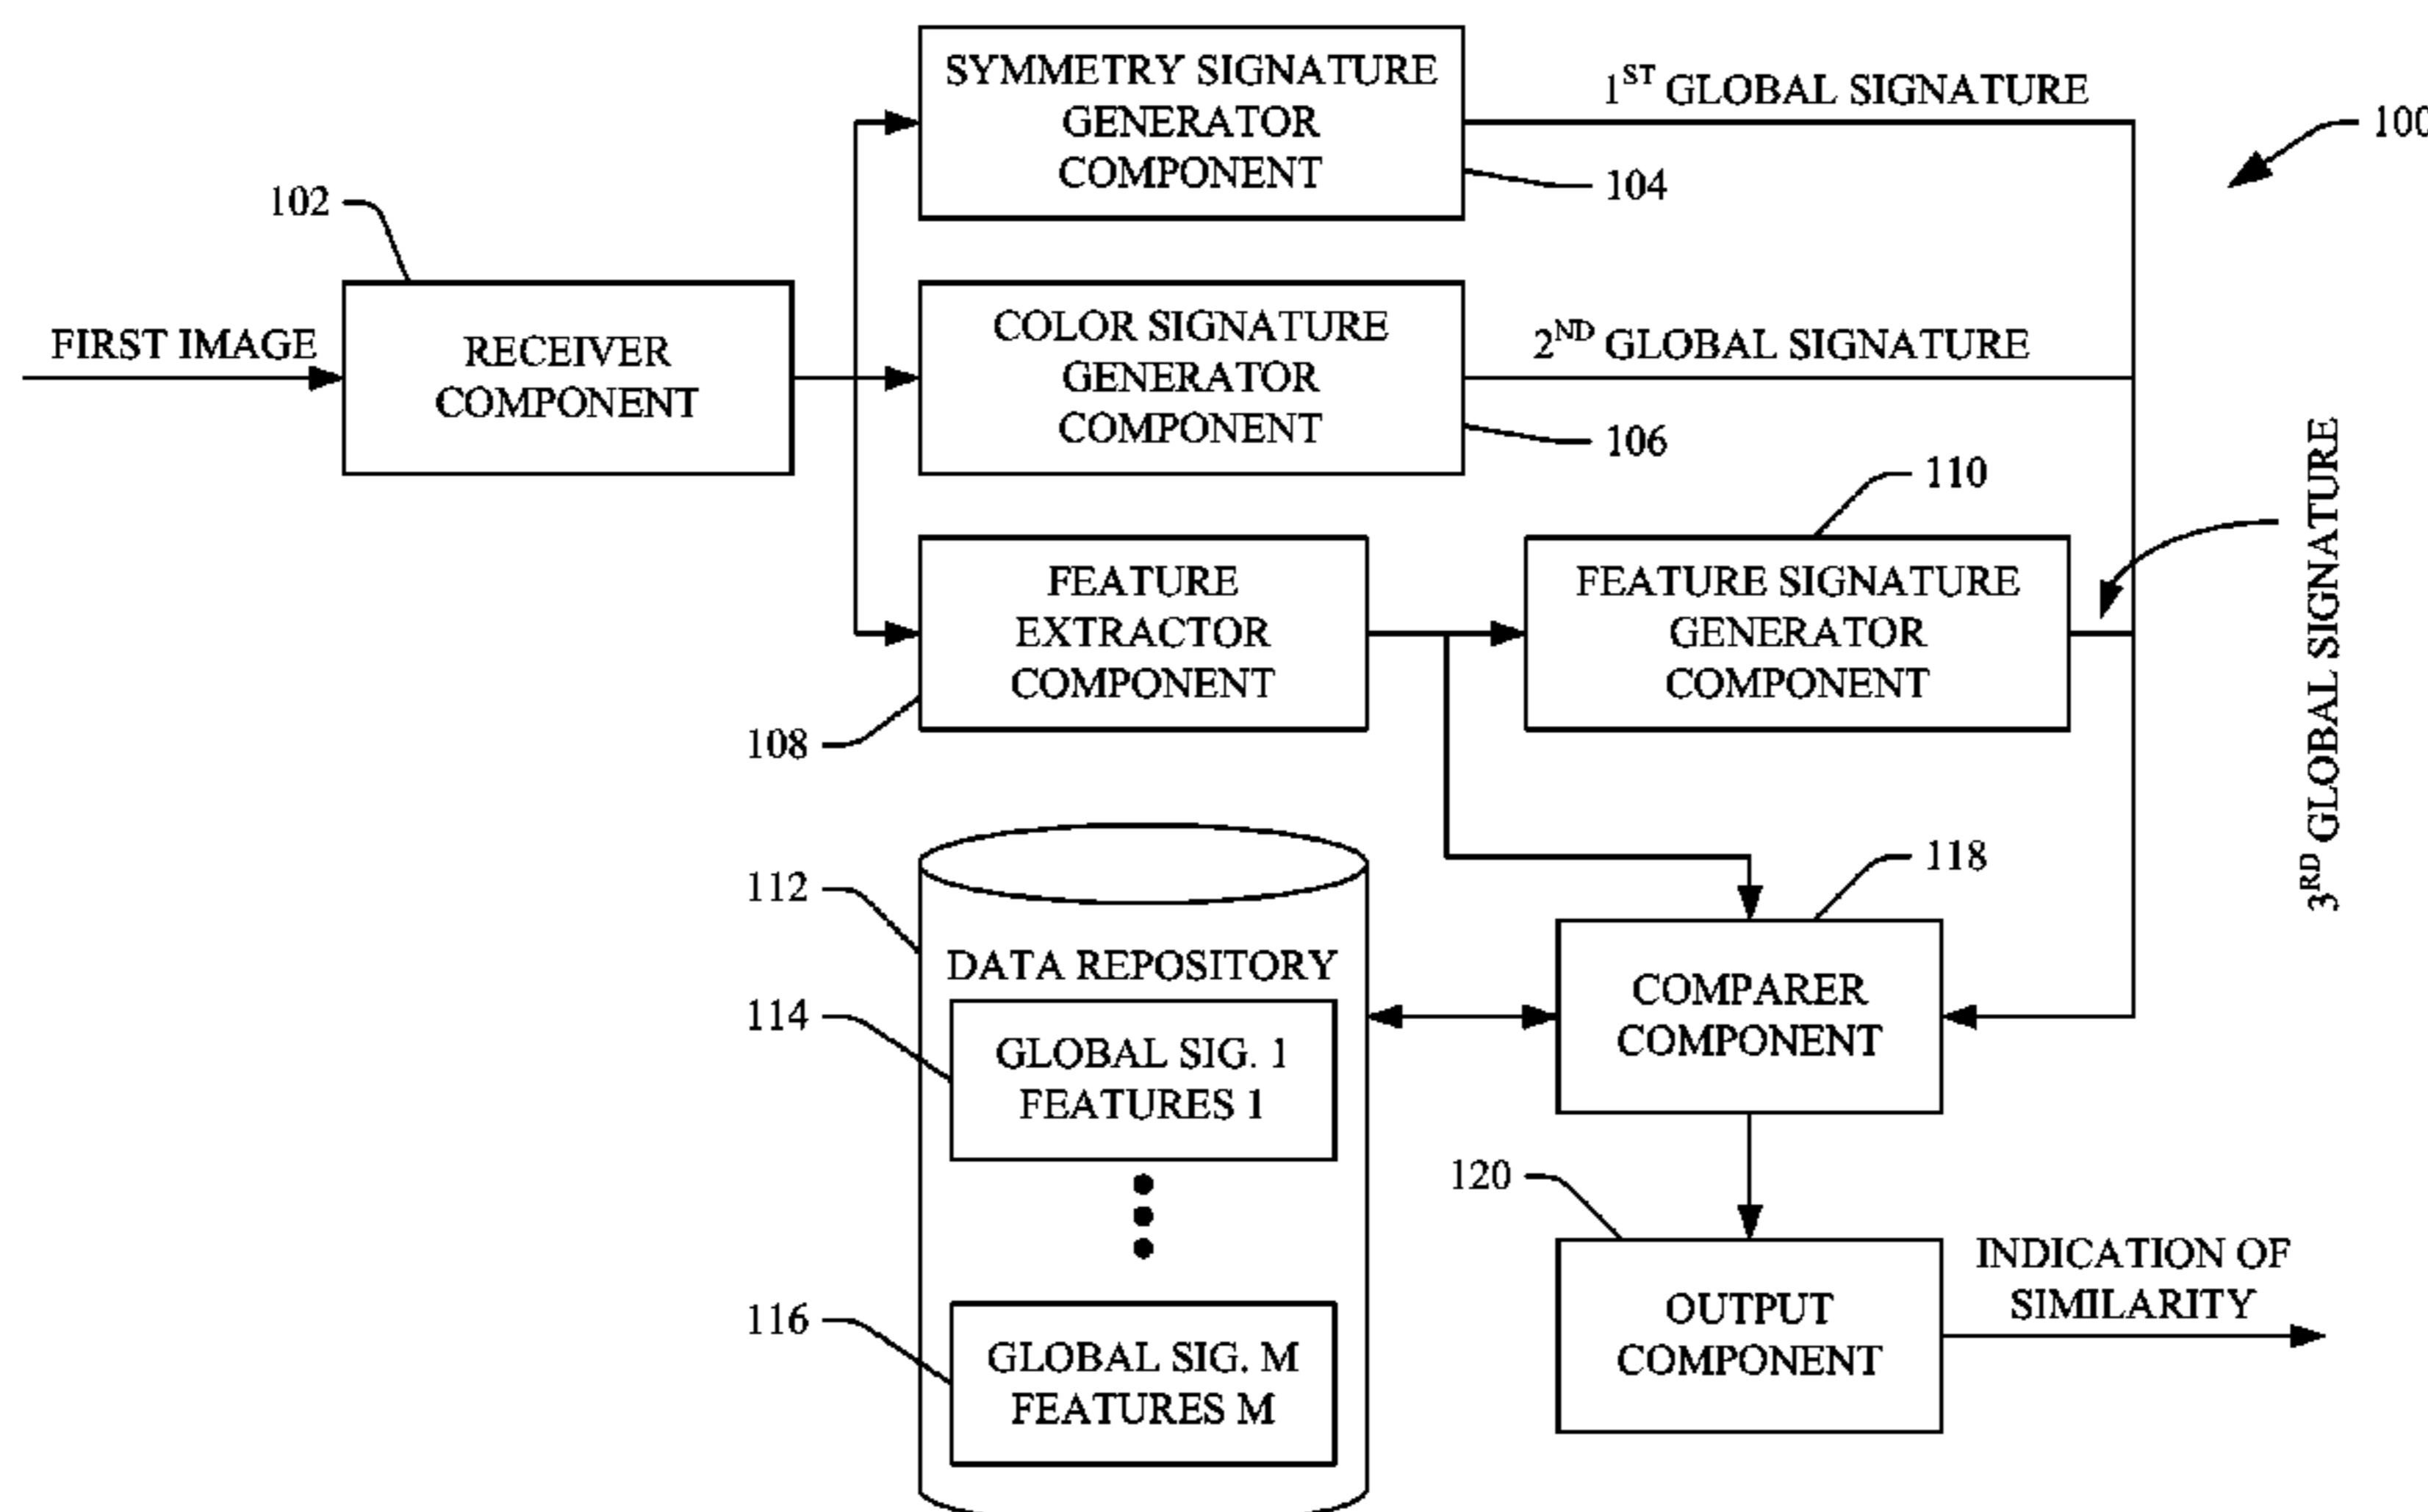 SYMMETRY SIGNATURE
GENERATOR
COMPONENT
104
1ST GLOBAL SIGNATURE
100
102
FIRST IMAGE
RECEIVER
COMPONENT
COLOR SIGNATURE
GENERATOR
COMPONENT
106
2ND GLOBAL SIGNATURE
110
FEATURE
EXTRACTOR
COMPONENT
108
FEATURE SIGNATURE
GENERATOR
COMPONENT
3RD GLOBAL SIGNATURE
112
DATA REPOSITORY
114
GLOBAL SIG. 1
FEATURES 1
116
GLOBAL SIG. M
FEATURES M
118
COMPARER
COMPONENT
120
OUTPUT
COMPONENT
INDICATION OF
SIMILARITY